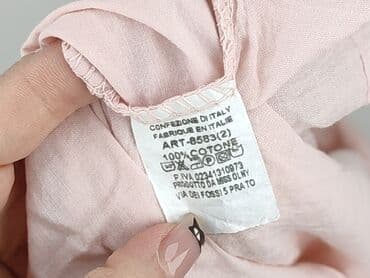 CONFEZIONE DI ITALY
FABRIQUE EN ITALIE
ART-8583(2)
100% COTONE
P.IVA 02341310973
PRODOTTO DA MISS OLNY
VIA DEI FOSSI 5 PRATO